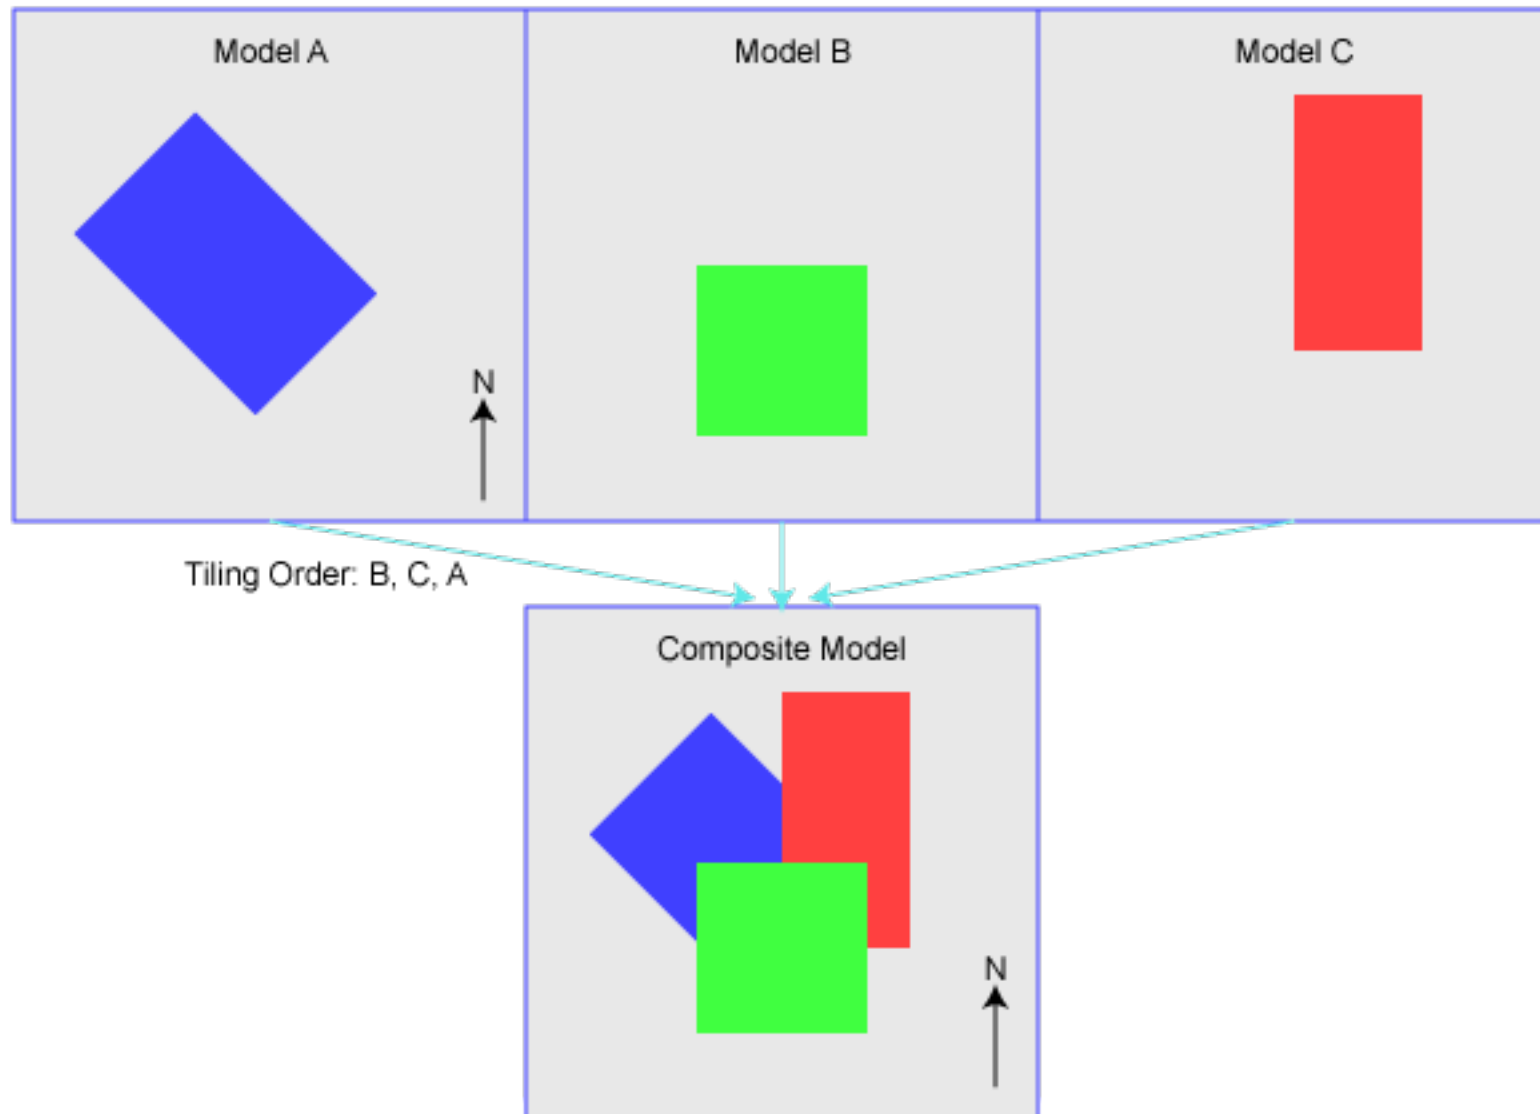 Model A
Model B
Model C
N
Tiling Order: B, C, A
Composite Model
N